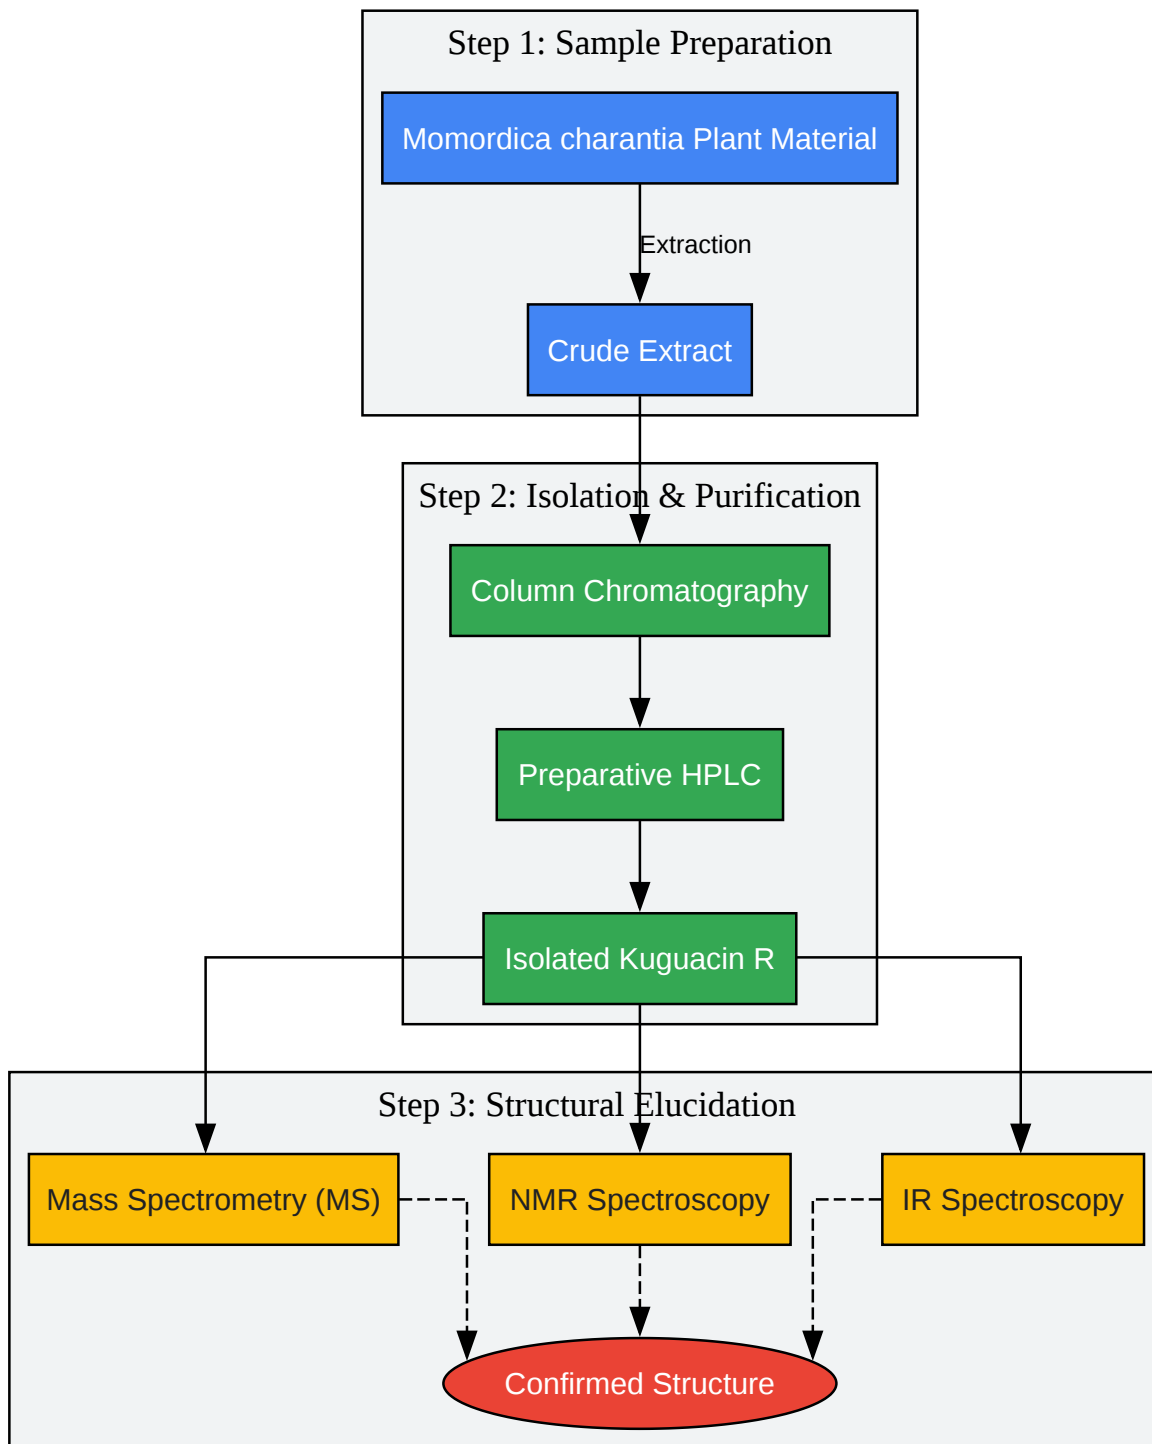 Step 1: Sample Preparation
Momordica charantia Plant Material
Extraction
Crude Extract
Step 2: Isolation & Purification
Column Chromatography
Preparative HPLC
Isolated Kuguacin R
Step 3: Structural Elucidation
Mass Spectrometry (MS)
NMR Spectroscopy
IR Spectroscopy
Confirmed Structure